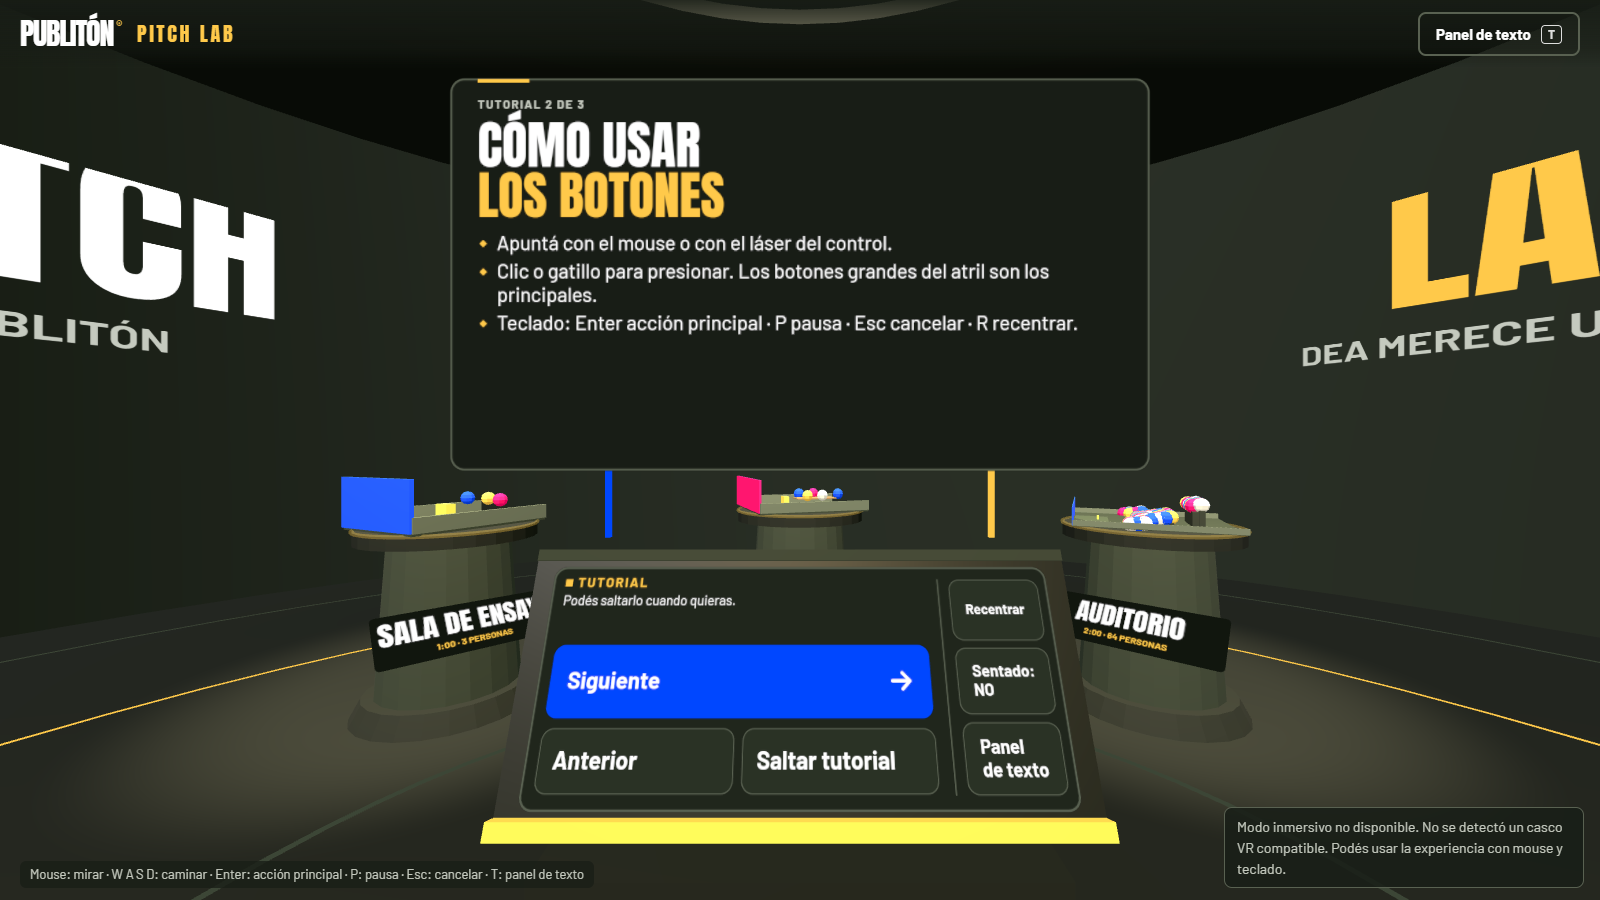 PUBLITÓN PITCH LAB
Panel de texto T
TUTORIAL 2 DE 3
CÓMO USAR
LOS BOTONES
Apuntá con el mouse o con el láser del control.
Clic o gatillo para presionar. Los botones grandes del atril son los
principales.
Teclado: Enter acción principal · P pausa · Esc cancelar · R recentrar.
TCH
BLITÓN
LA
DEA MERECE U
SALA DE ENSAY
1:00 · 3 PERSONAS
AUDITORIO
2:00 · 64 PERSONAS
TUTORIAL
Podés saltarlo cuando quieras.
Siguiente →
Anterior
Saltar tutorial
Recentrar
Sentado:
NO
Panel
de texto
Modo inmersivo no disponible. No se detectó un casco
VR compatible. Podés usar la experiencia con mouse y
teclado.
Mouse: mirar · W A S D: caminar · Enter: acción principal · P: pausa · Esc: cancelar · T: panel de texto